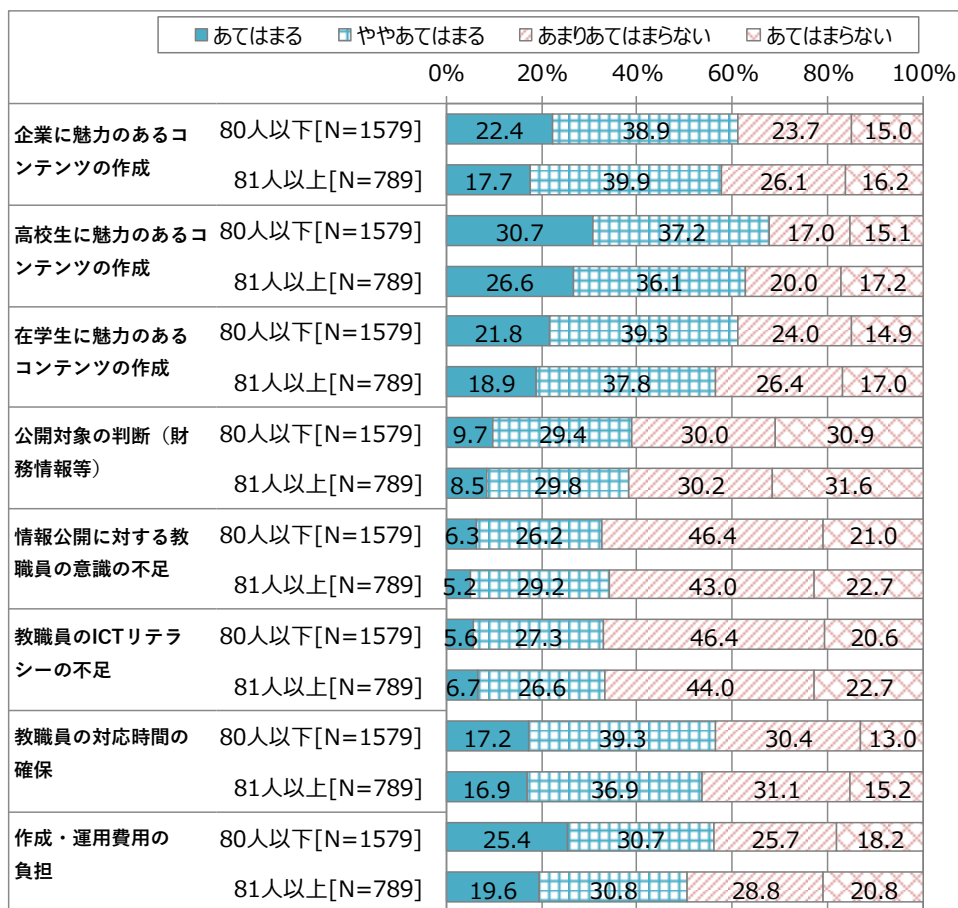 あてはまる ややあてはまる あまりあてはまらない あてはまらない
0% 20% 40% 60% 80% 100%
企業に魅力のあるコ
ンテンツの作成
80人以下[N=1579] 22.4 38.9 23.7 15.0
81人以上[N=789] 17.7 39.9 26.1 16.2
高校生に魅力のあるコ
ンテンツの作成
80人以下[N=1579] 30.7 37.2 17.0 15.1
81人以上[N=789] 26.6 36.1 20.0 17.2
在学生に魅力のある
コンテンツの作成
80人以下[N=1579] 21.8 39.3 24.0 14.9
81人以上[N=789] 18.9 37.8 26.4 17.0
公開対象の判断（財
務情報等）
80人以下[N=1579] 9.7 29.4 30.0 30.9
81人以上[N=789] 8.5 29.8 30.2 31.6
情報公開に対する教
職員の意識の不足
80人以下[N=1579] 6.3 26.2 46.4 21.0
81人以上[N=789] 5.2 29.2 43.0 22.7
教職員のICTリテラ
シーの不足
80人以下[N=1579] 5.6 27.3 46.4 20.6
81人以上[N=789] 6.7 26.6 44.0 22.7
教職員の対応時間の
確保
80人以下[N=1579] 17.2 39.3 30.4 13.0
81人以上[N=789] 16.9 36.9 31.1 15.2
作成・運用費用の
負担
80人以下[N=1579] 25.4 30.7 25.7 18.2
81人以上[N=789] 19.6 30.8 28.8 20.8